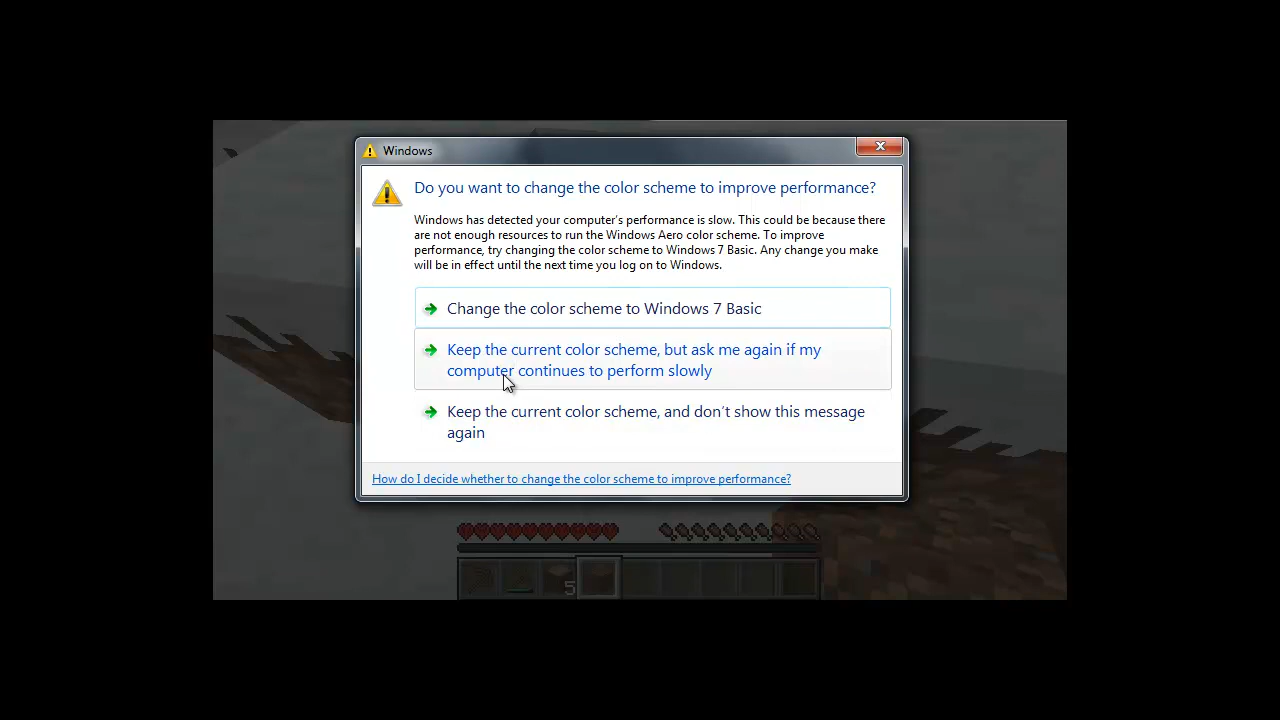 Windows
Do you want to change the color scheme to improve performance?
Windows has detected your computer's performance is slow. This could be because there
are not enough resources to run the Windows Aero color scheme. To improve
performance, try changing the color scheme to Windows 7 Basic. Any change you make
will be in effect until the next time you log on to Windows.
Change the color scheme to Windows 7 Basic
Keep the current color scheme, but ask me again if my
computer continues to perform slowly
Keep the current color scheme, and don't show this message
again
How do I decide whether to change the color scheme to improve performance?
5